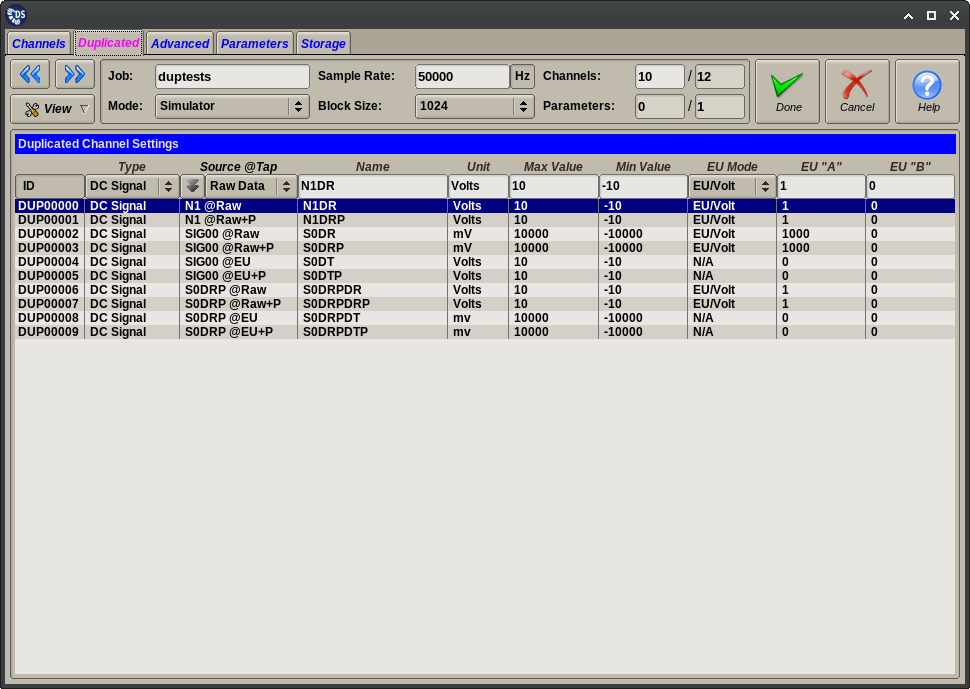 DS
Channels Duplicated Advanced Parameters Storage
Job: duptests Sample Rate: 50000 Hz Channels: 10 / 12
View Mode: Simulator Block Size: 1024 Parameters: 0 / 1
Done Cancel Help
Duplicated Channel Settings
Type Source @Tap Name Unit Max Value Min Value EU Mode EU "A" EU "B"
ID DC Signal Raw Data N1DR Volts 10 -10 EU/Volt 1 0
DUP00000 DC Signal N1 @Raw N1DR Volts 10 -10 EU/Volt 1 0
DUP00001 DC Signal N1 @Raw+P N1DRP Volts 10 -10 EU/Volt 1 0
DUP00002 DC Signal SIG00 @Raw S0DR mV 10000 -10000 EU/Volt 1000 0
DUP00003 DC Signal SIG00 @Raw+P S0DRP mV 10000 -10000 EU/Volt 1000 0
DUP00004 DC Signal SIG00 @EU S0DT Volts 10 -10 N/A 0 0
DUP00005 DC Signal SIG00 @EU+P S0DTP Volts 10 -10 N/A 0 0
DUP00006 DC Signal S0DRP @Raw S0DRPDR Volts 10 -10 EU/Volt 1 0
DUP00007 DC Signal S0DRP @Raw+P S0DRPDRP Volts 10 -10 EU/Volt 1 0
DUP00008 DC Signal S0DRP @EU S0DRPDT mv 10000 -10000 N/A 0 0
DUP00009 DC Signal S0DRP @EU+P S0DRPDTP mv 10000 -10000 N/A 0 0